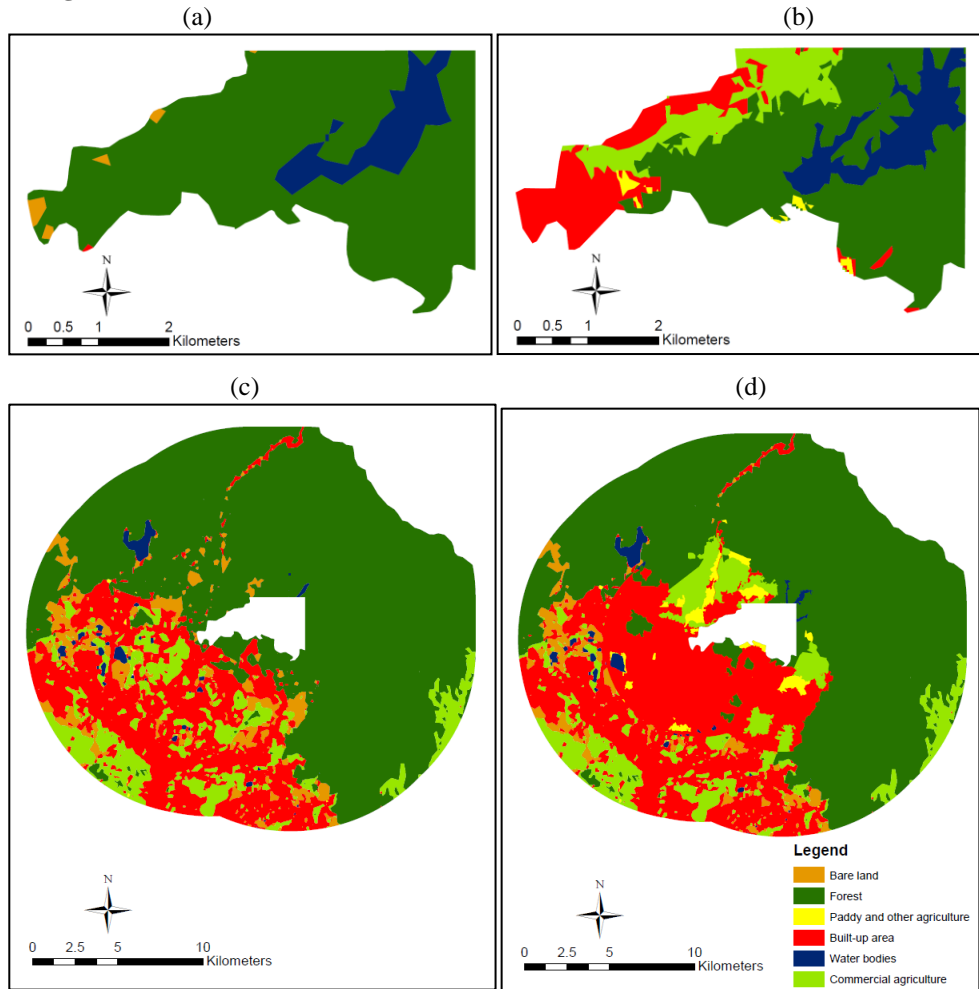 (a) (b)
N N
0 0.5 1 2 0 0.5 1 2
Kilometers Kilometers
(c) (d)
Legend
Bare land
Forest
Paddy and other agriculture
Built-up area
Water bodies
Commercial agriculture
N N
0 2.5 5 10 0 2.5 5 10
Kilometers Kilometers